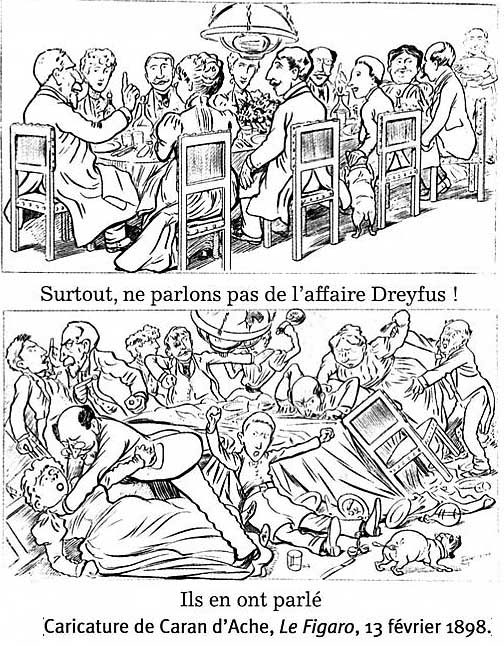 Surtout, ne parlons pas de l'affaire Dreyfus !
Ils en ont parlé
Caricature de Caran d'Ache, Le Figaro, 13 février 1898.